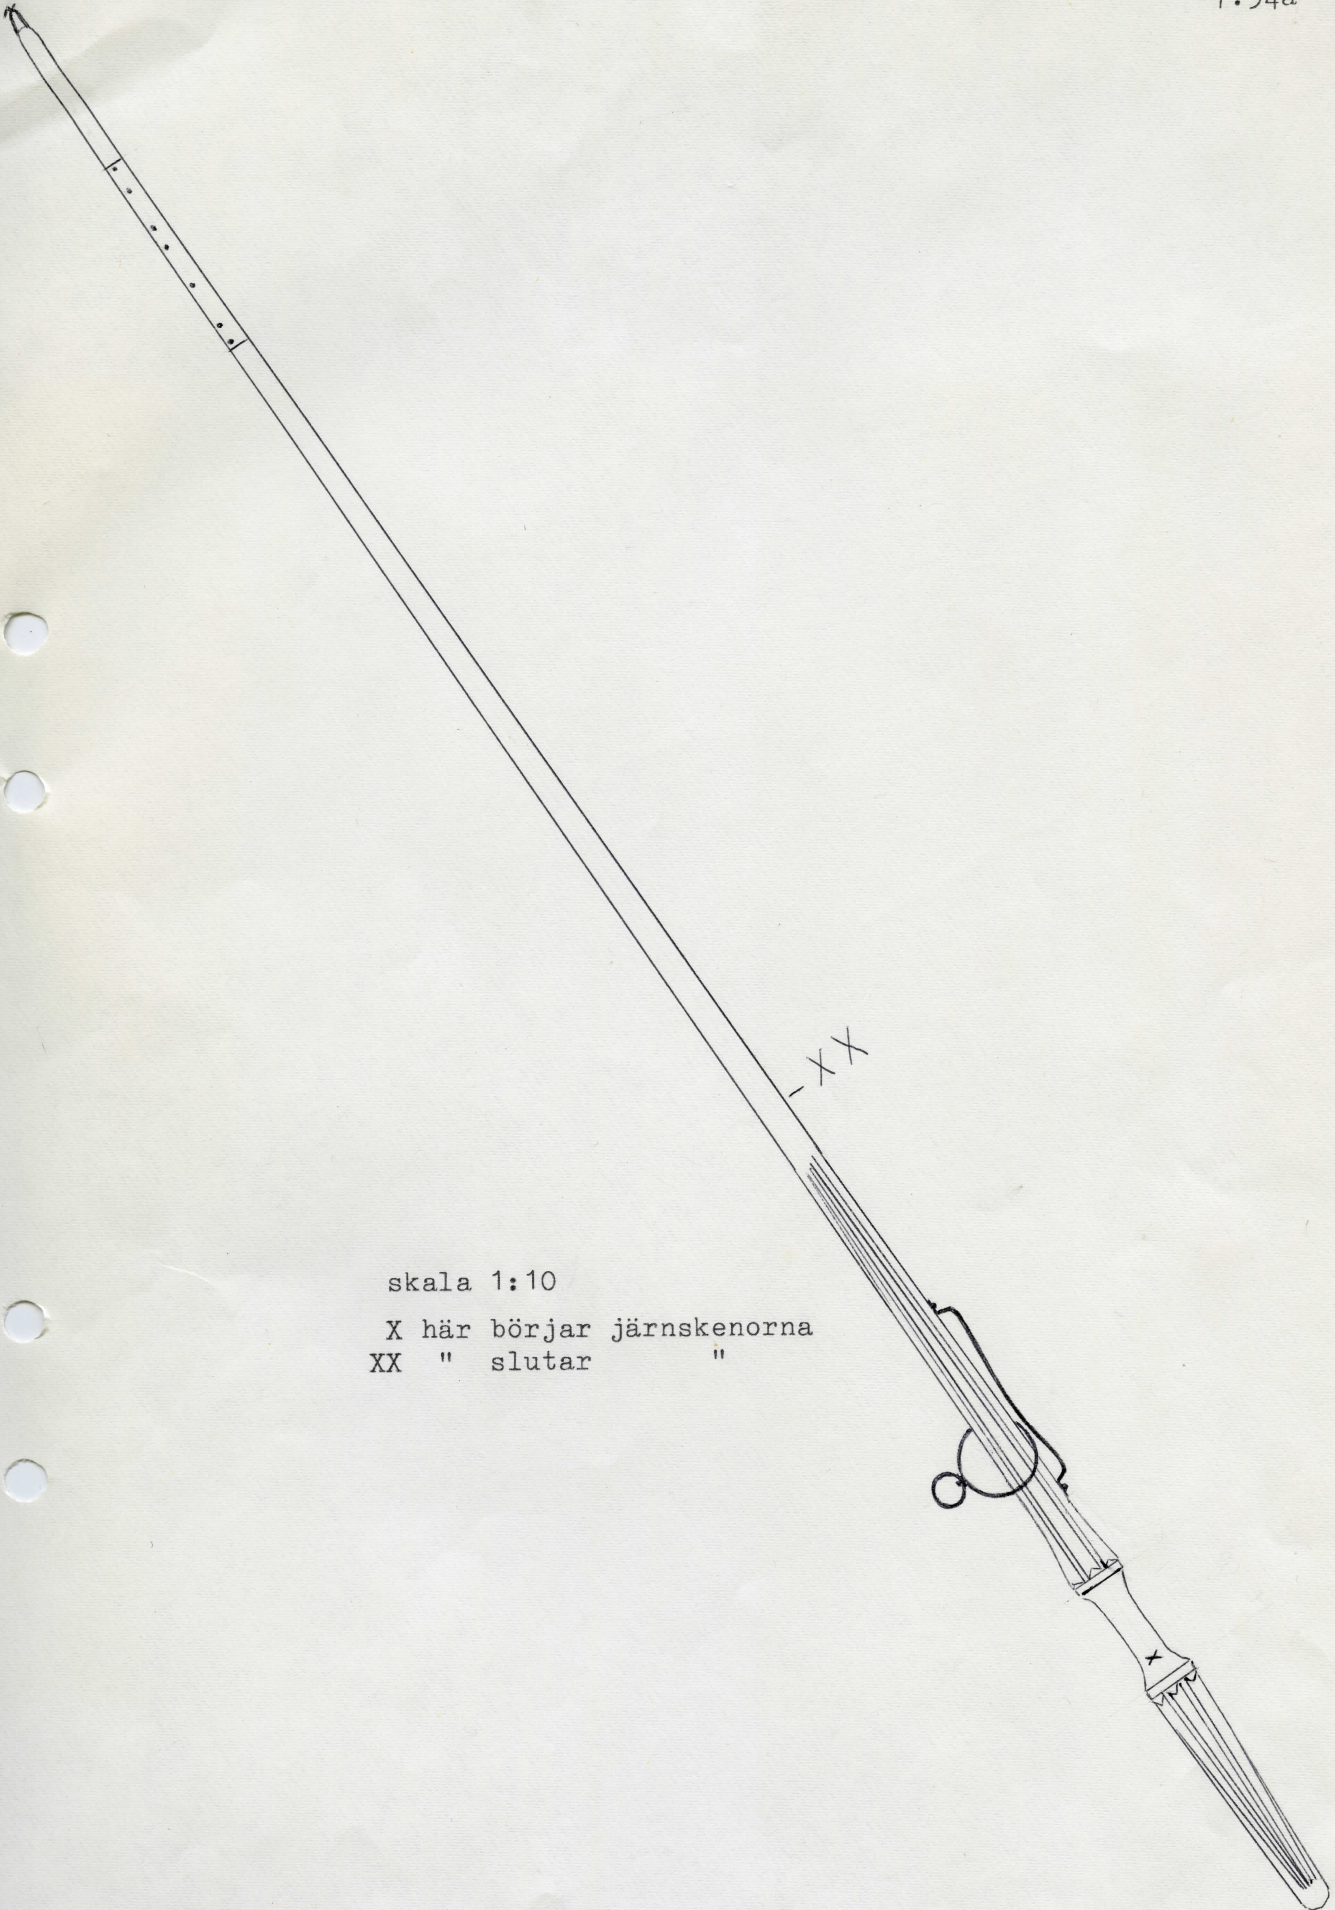 XX
skala 1:10
X här börjar järnskenorna
XX " slutar "
X